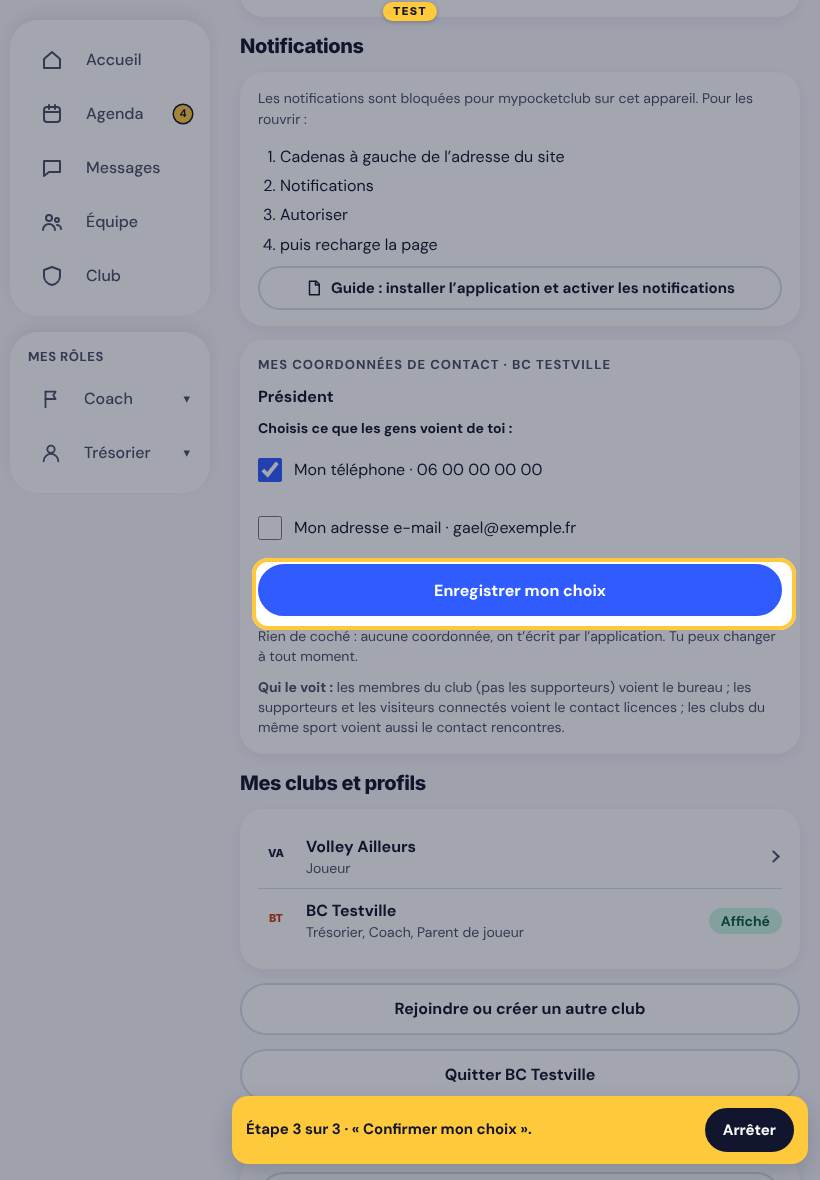 TEST
Accueil
Agenda
4
Messages
Équipe
Club
MES RÔLES
Coach
▾
Trésorier
▾
Notifications
Les notifications sont bloquées pour mypocketclub sur cet appareil. Pour les
rouvrir :
1. Cadenas à gauche de l’adresse du site
2. Notifications
3. Autoriser
4. puis recharge la page
Guide : installer l’application et activer les notifications
MES COORDONNÉES DE CONTACT · BC TESTVILLE
Président
Choisis ce que les gens voient de toi :
Mon téléphone · 06 00 00 00 00
Mon adresse e-mail · gael@exemple.fr
Enregistrer mon choix
Rien de coché : aucune coordonnée, on t’écrit par l’application. Tu peux changer
à tout moment.
Qui le voit : les membres du club (pas les supporteurs) voient le bureau ; les
supporteurs et les visiteurs connectés voient le contact licences ; les clubs du
même sport voient aussi le contact rencontres.
Mes clubs et profils
VA
Volley Ailleurs
Joueur
BT
BC Testville
Trésorier, Coach, Parent de joueur
Affiché
Rejoindre ou créer un autre club
Quitter BC Testville
Étape 3 sur 3 · « Confirmer mon choix ».
Arrêter